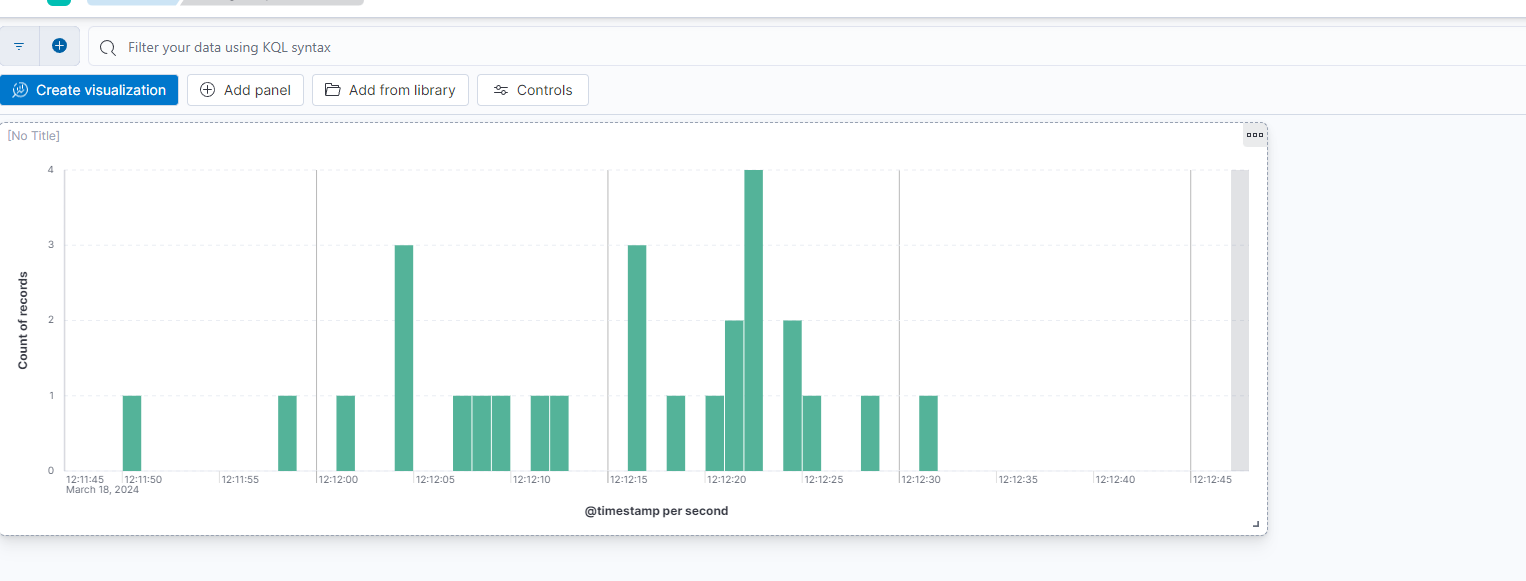 Filter your data using KQL syntax
Create visualization
Add panel
Add from library
Controls
[No Title]
4
3
2
1
0
Count of records
12:11:45 12:11:50 12:11:55 12:12:00 12:12:05 12:12:10 12:12:15 12:12:20 12:12:25 12:12:30 12:12:35 12:12:40 12:12:45
March 18, 2024
@timestamp per second